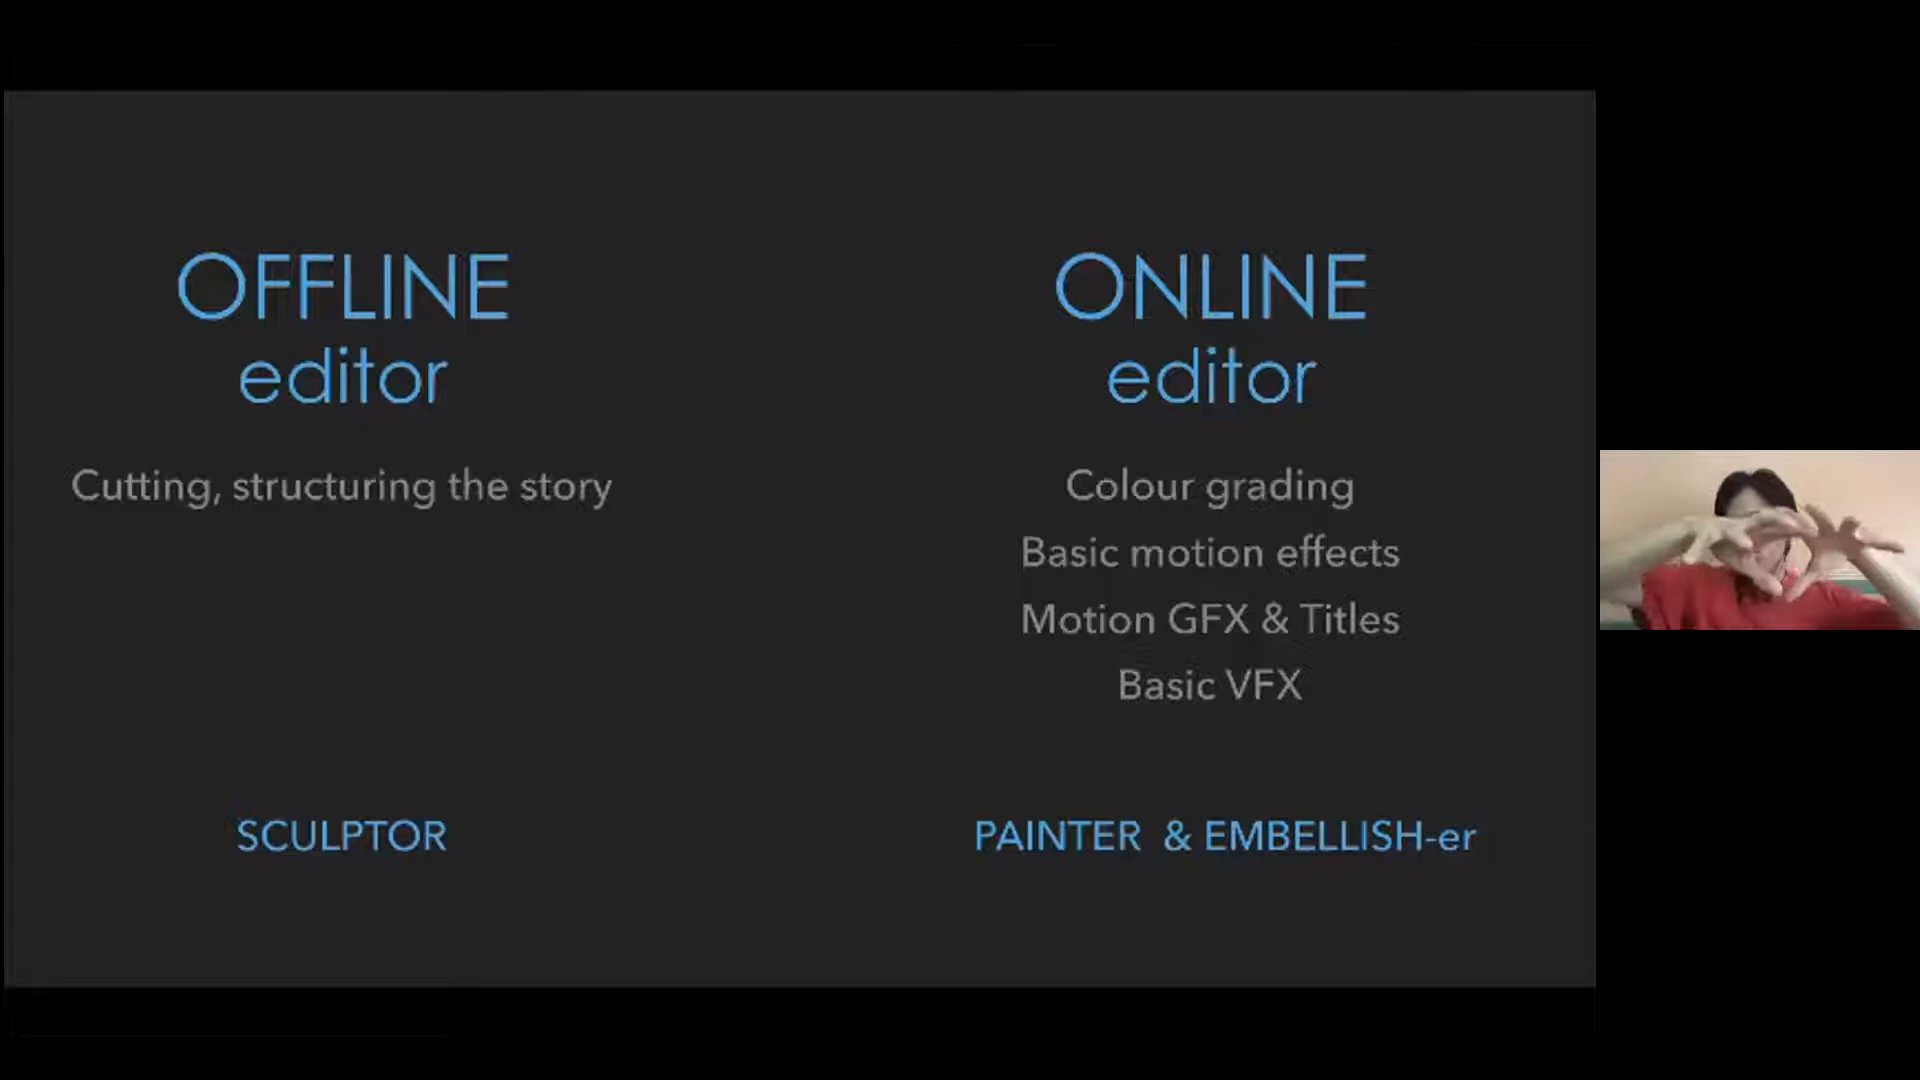 OFFLINE
editor
Cutting, structuring the story
SCULPTOR
ONLINE
editor
Colour grading
Basic motion effects
Motion GFX & Titles
Basic VFX
PAINTER & EMBELLISH-er